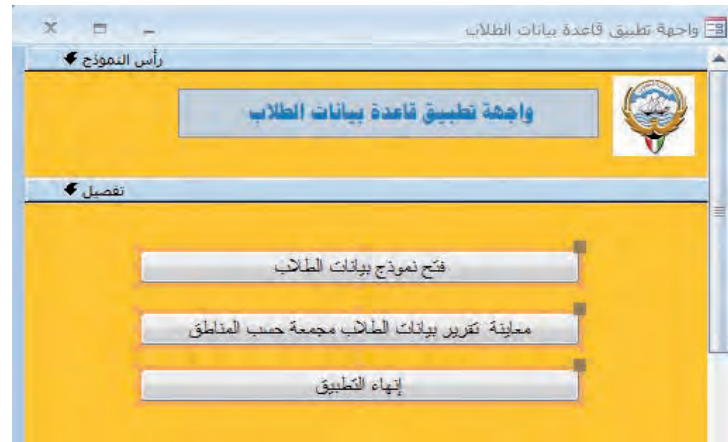 واجهة تطبيق قاعدة بيانات الطلاب
رأس النموذج
واجهة تطبيق قاعدة بيانات الطلاب
تفصيل
فتح نموذج بيانات الطلاب
معاينة تقرير بيانات الطلاب مجمعة حسب المناطق
إنهاء التطبيق